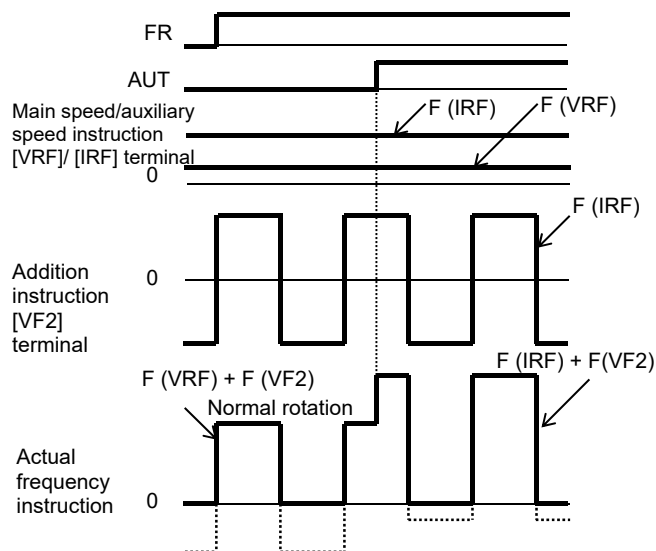 FR
AUT
Main speed/auxiliary
speed instruction
[VRF]/ [IRF] terminal
0
F (IRF)
F (VRF)
F (IRF)
Addition
instruction
[VF2]
terminal
0
F (VRF) + F (VF2)
Normal rotation
F (IRF) + F(VF2)
Actual
frequency
instruction
0